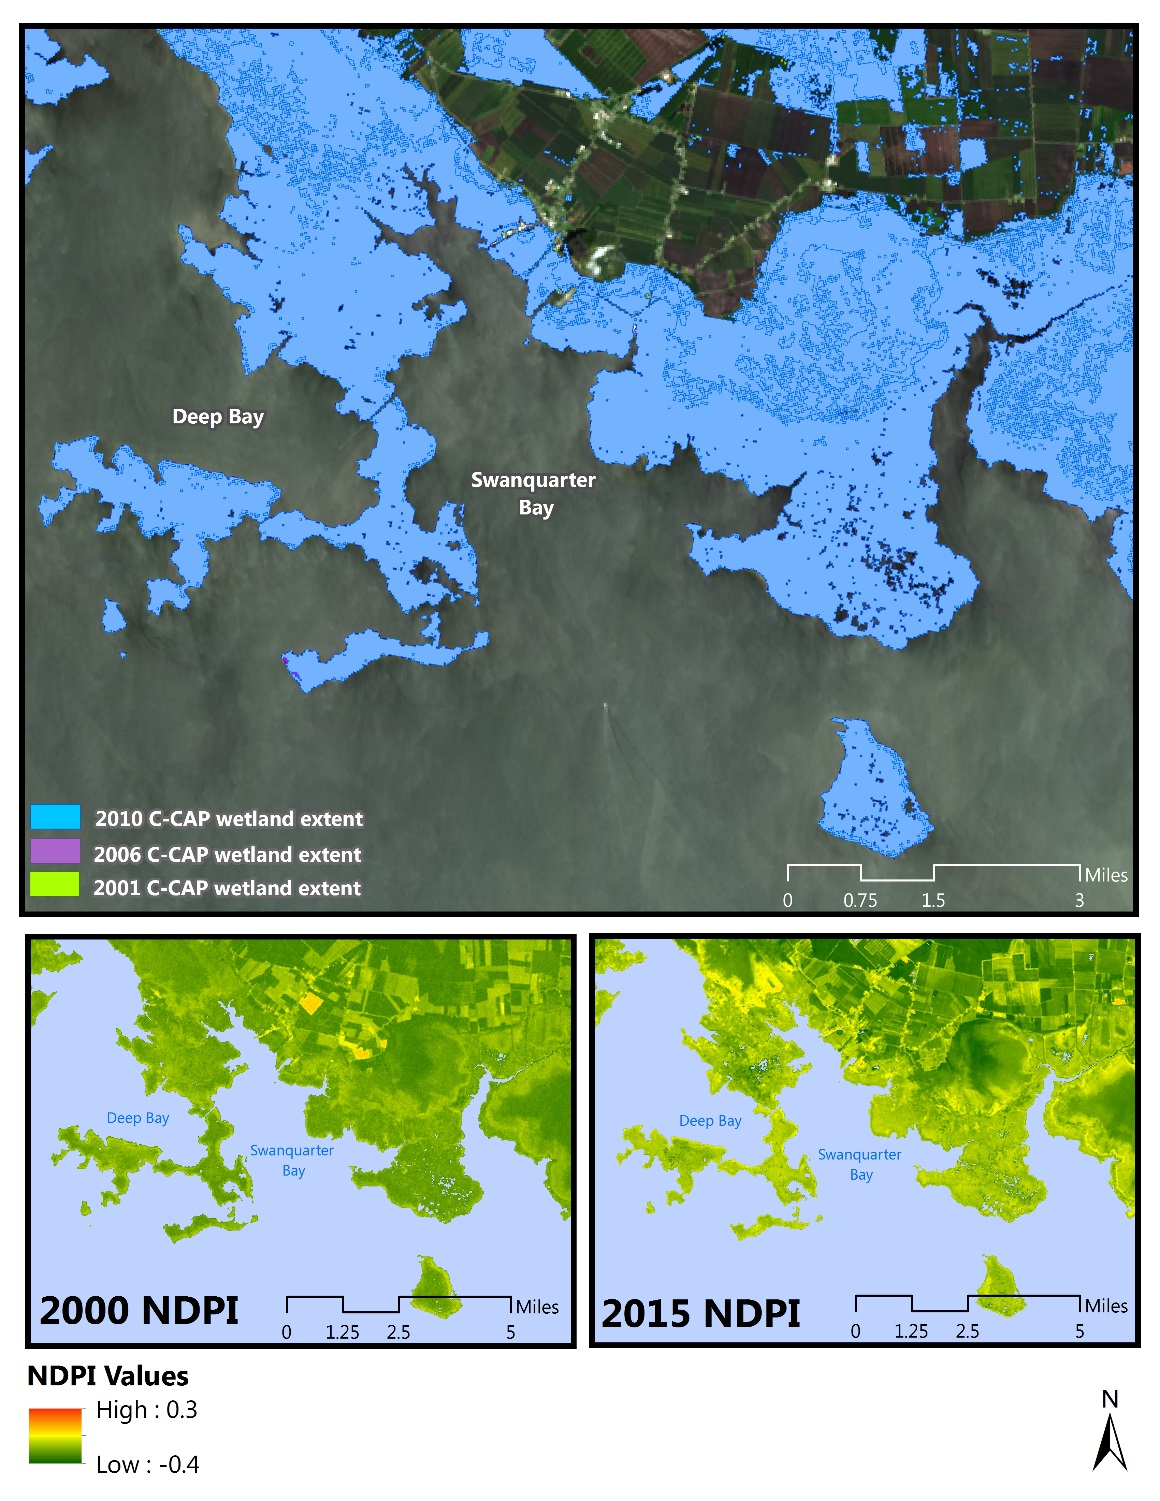 Deep Bay
Swanquarter
Bay
2010 C-CAP wetland extent
2006 C-CAP wetland extent
2001 C-CAP wetland extent
Miles
0 0.75 1.5 3
Deep Bay
Swanquarter
Bay
2000 NDPI
Miles
0 1.25 2.5 5
Deep Bay
Swanquarter
Bay
2015 NDPI
Miles
0 1.25 2.5 5
NDPI Values
High : 0.3
Low : -0.4
N